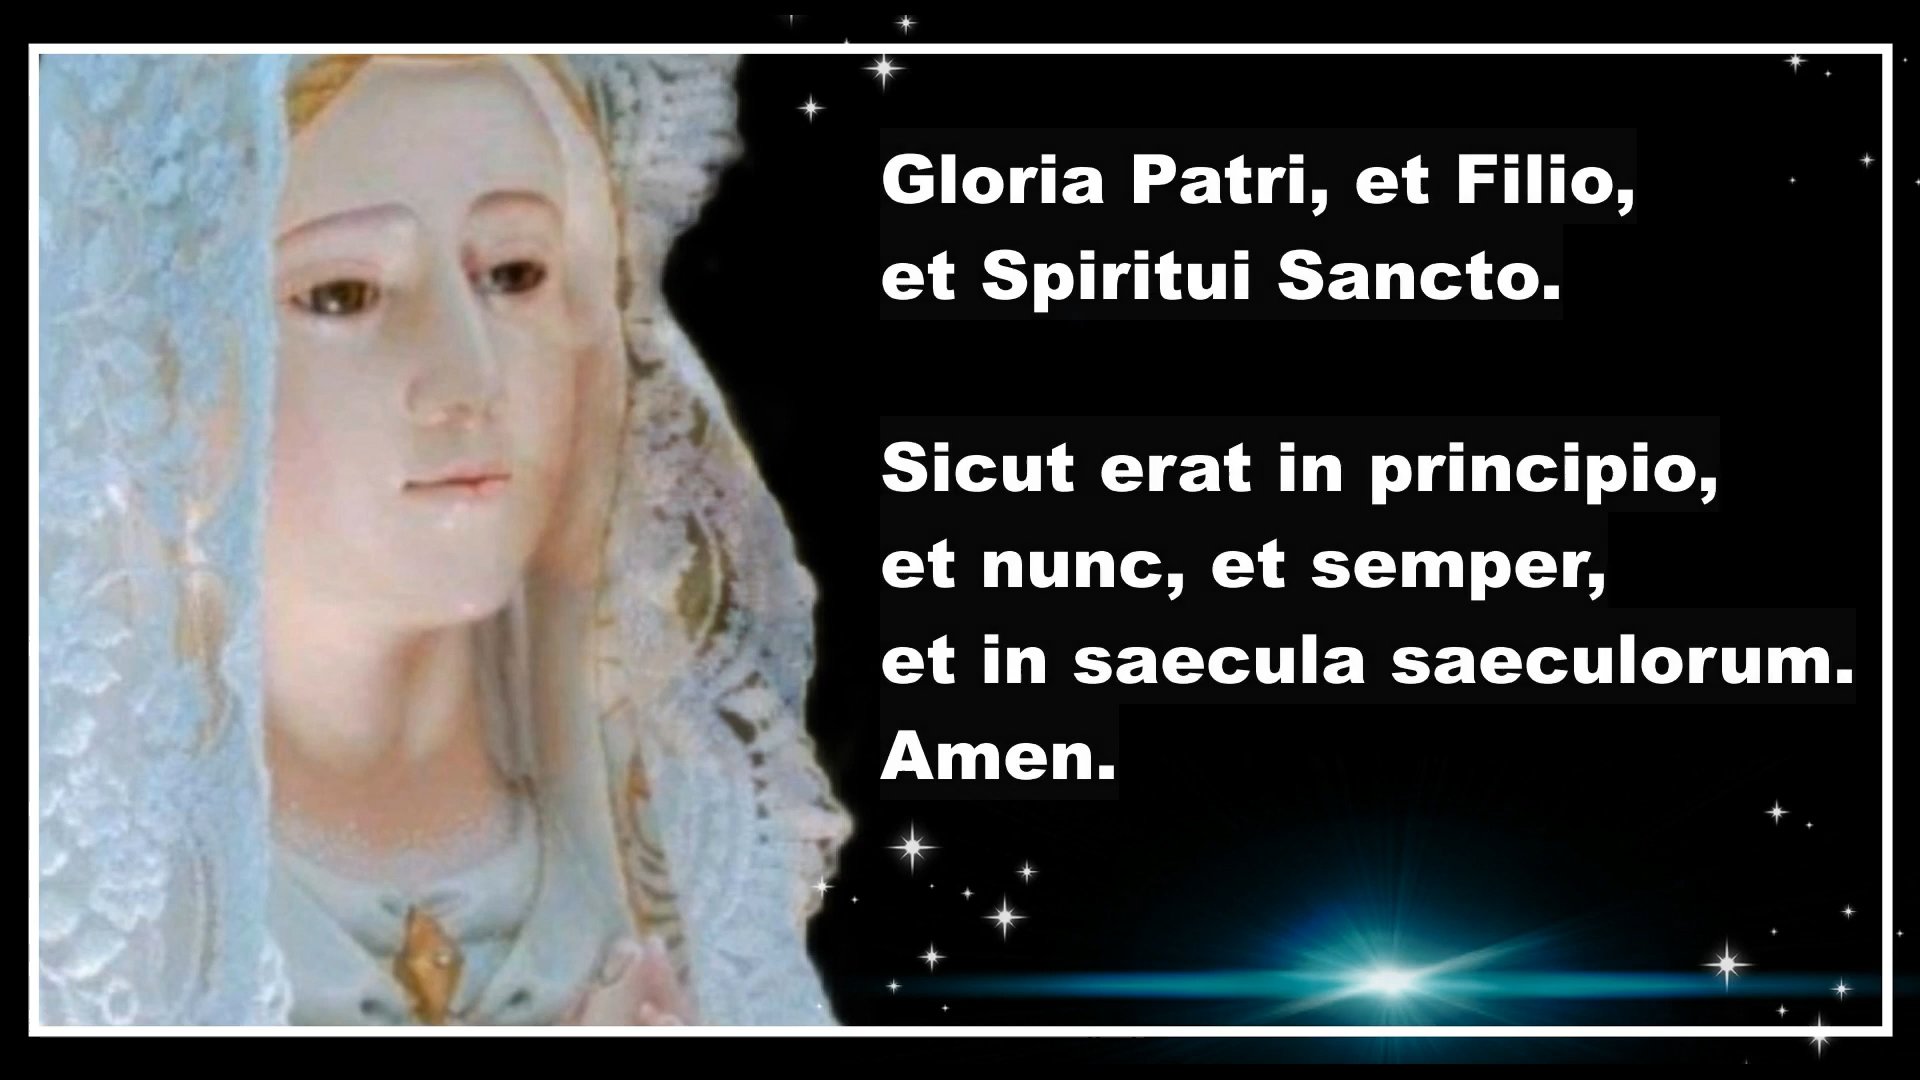 Gloria Patri, et Filio,
et Spiritui Sancto.
Sicut erat in principio,
et nunc, et semper,
et in saecula saeculorum.
Amen.